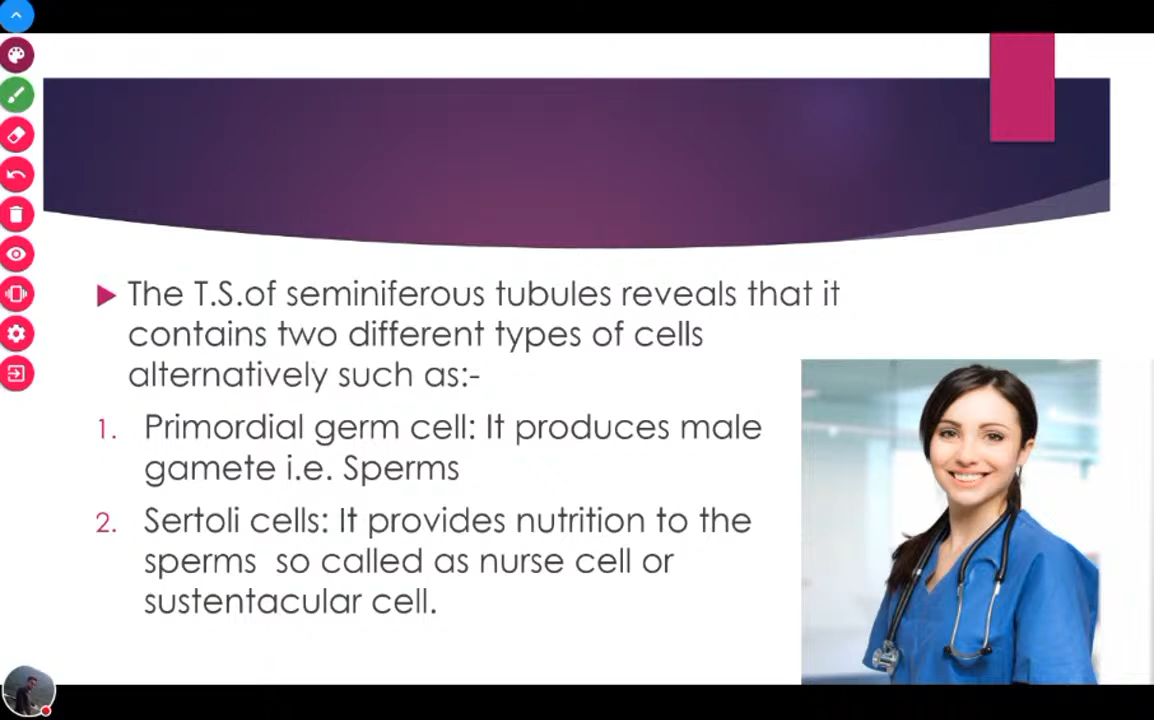 The T.S.of seminiferous tubules reveals that it
contains two different types of cells
alternatively such as:-
1. Primordial germ cell: It produces male
gamete i.e. Sperms
2. Sertoli cells: It provides nutrition to the
sperms so called as nurse cell or
sustentacular cell.